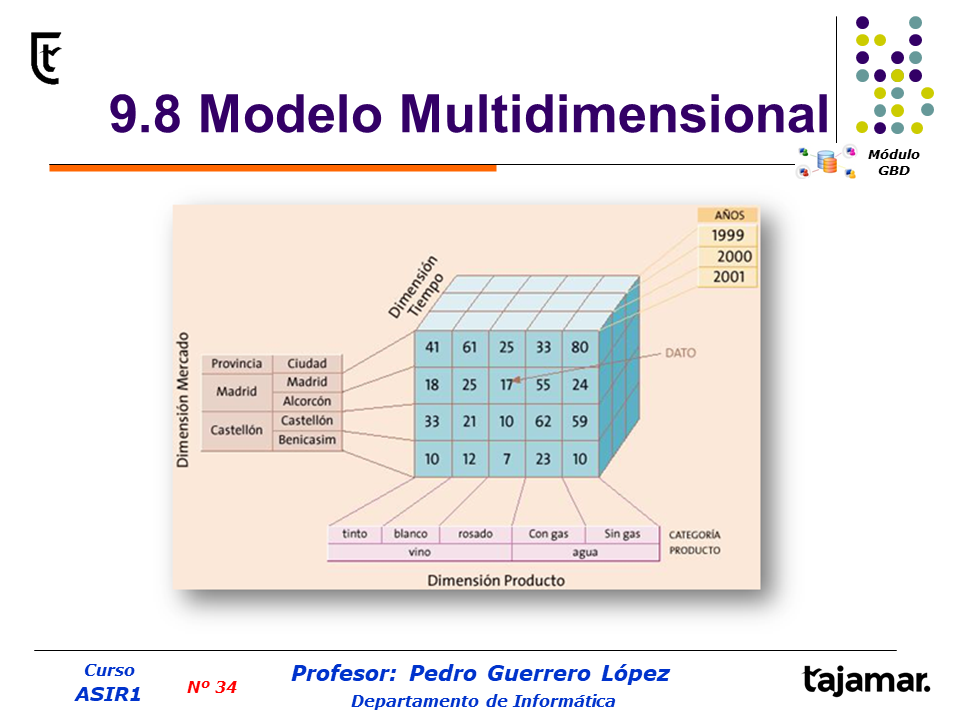 9.8 Modelo Multidimensional
Módulo
GBD
AÑOS
1999
2000
2001
Dimensión
Tiempo
Dimensión Mercado
Provincia Ciudad
Madrid Madrid
Alcorcón
Castellón Castellón
Benicasim
41 61 25 33 80
18 25 17 55 24
33 21 10 62 59
10 12 7 23 10
DATO
tinto blanco rosado Con gas Sin gas CATEGORÍA
vino agua PRODUCTO
Dimensión Producto
Curso
ASIR1
Nº 34
Profesor: Pedro Guerrero López
Departamento de Informática
tajamar.